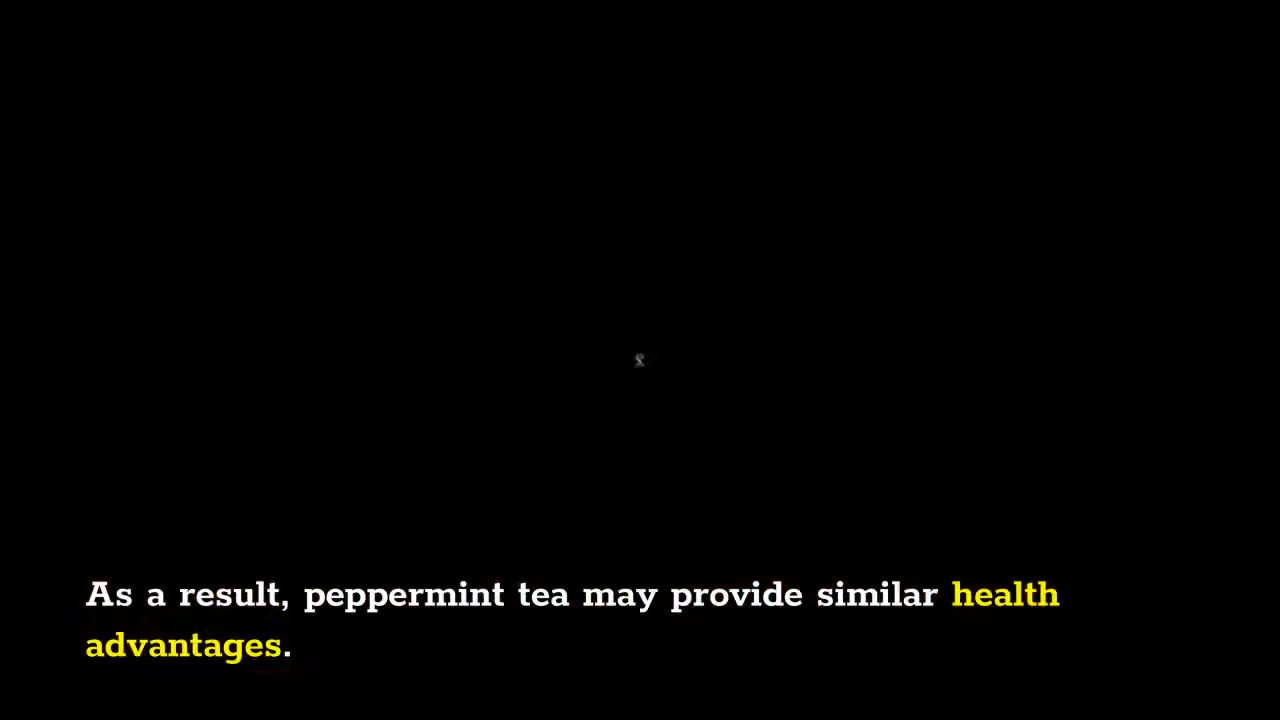 As a result, peppermint tea may provide similar health
advantages.